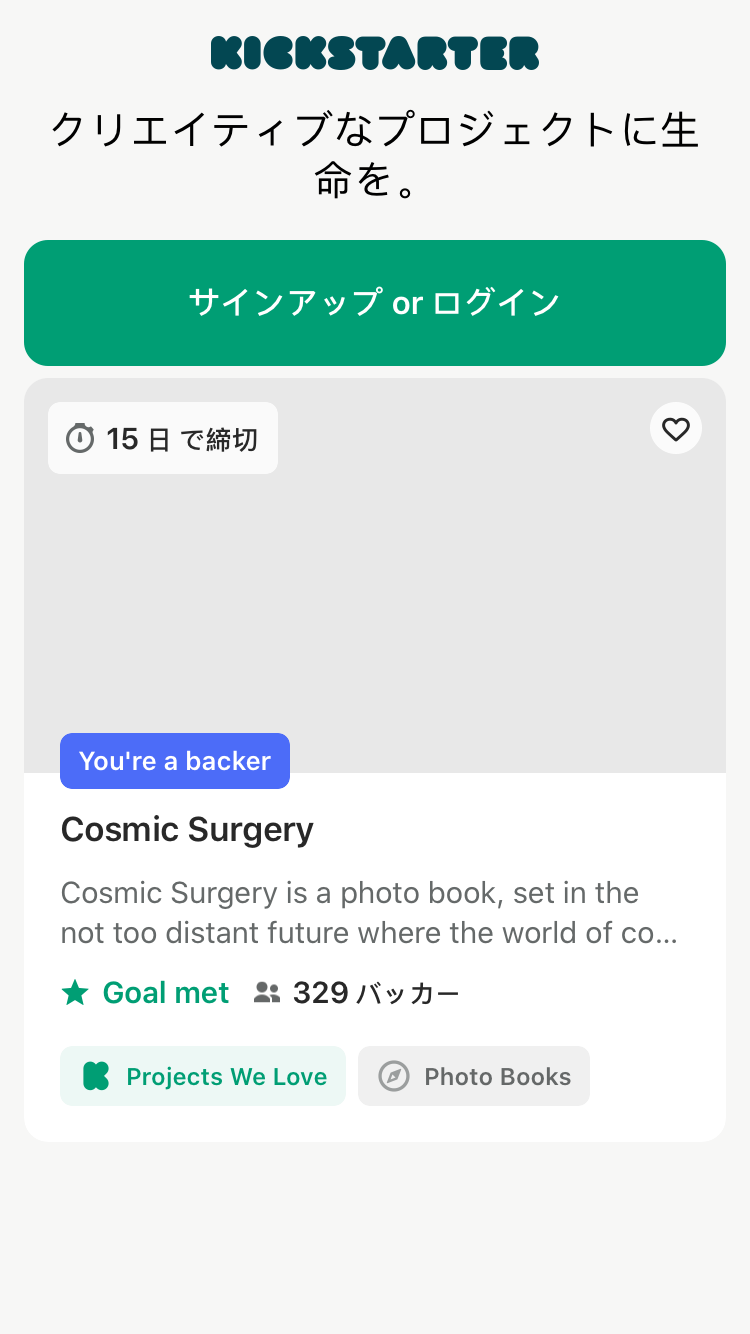 KICKSTARTER
クリエイティブなプロジェクトに生
命を。
サインアップ or ログイン
15 日 で締切
You're a backer
Cosmic Surgery
Cosmic Surgery is a photo book, set in the
not too distant future where the world of co...
Goal met 329 バッカー
Projects We Love Photo Books